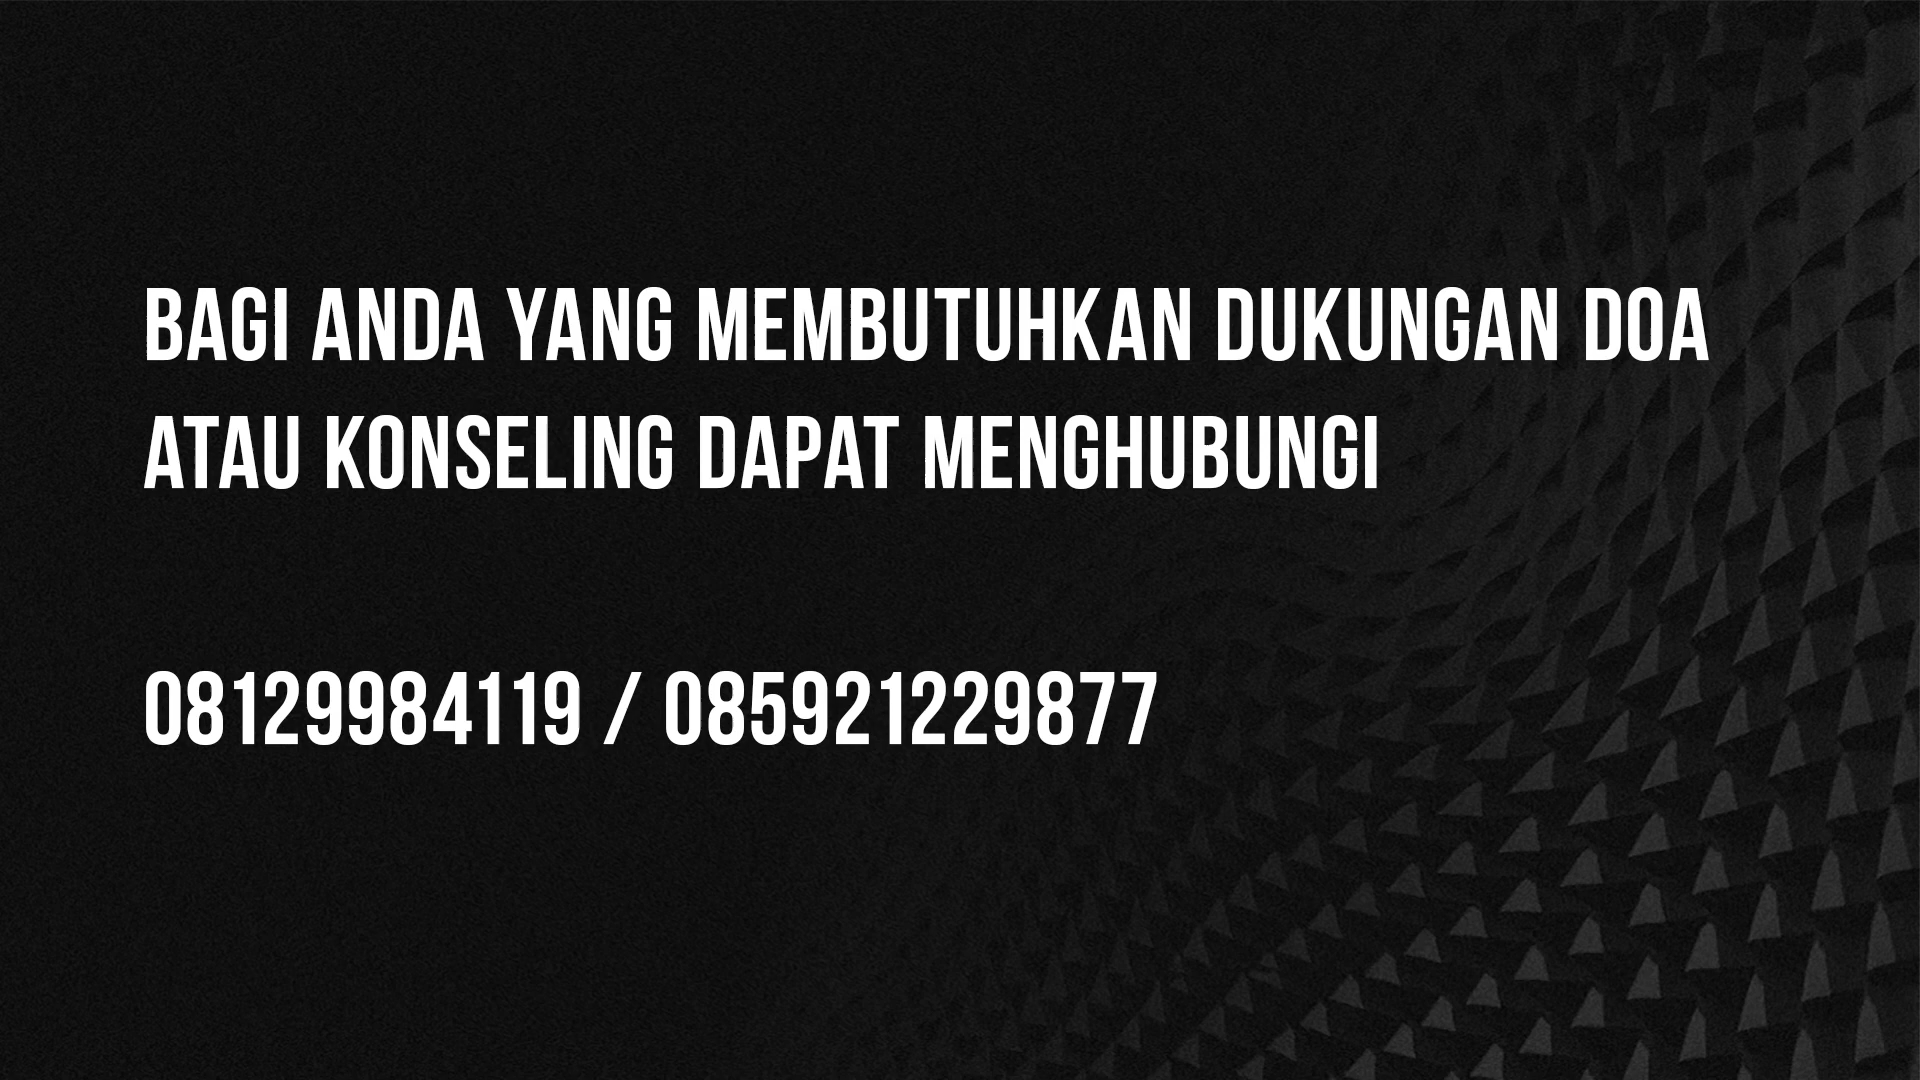 BAGI ANDA YANG MEMBUTUHKAN DUKUNGAN DOA
ATAU KONSELING DAPAT MENGHUBUNGI
08129984119 / 085921229877